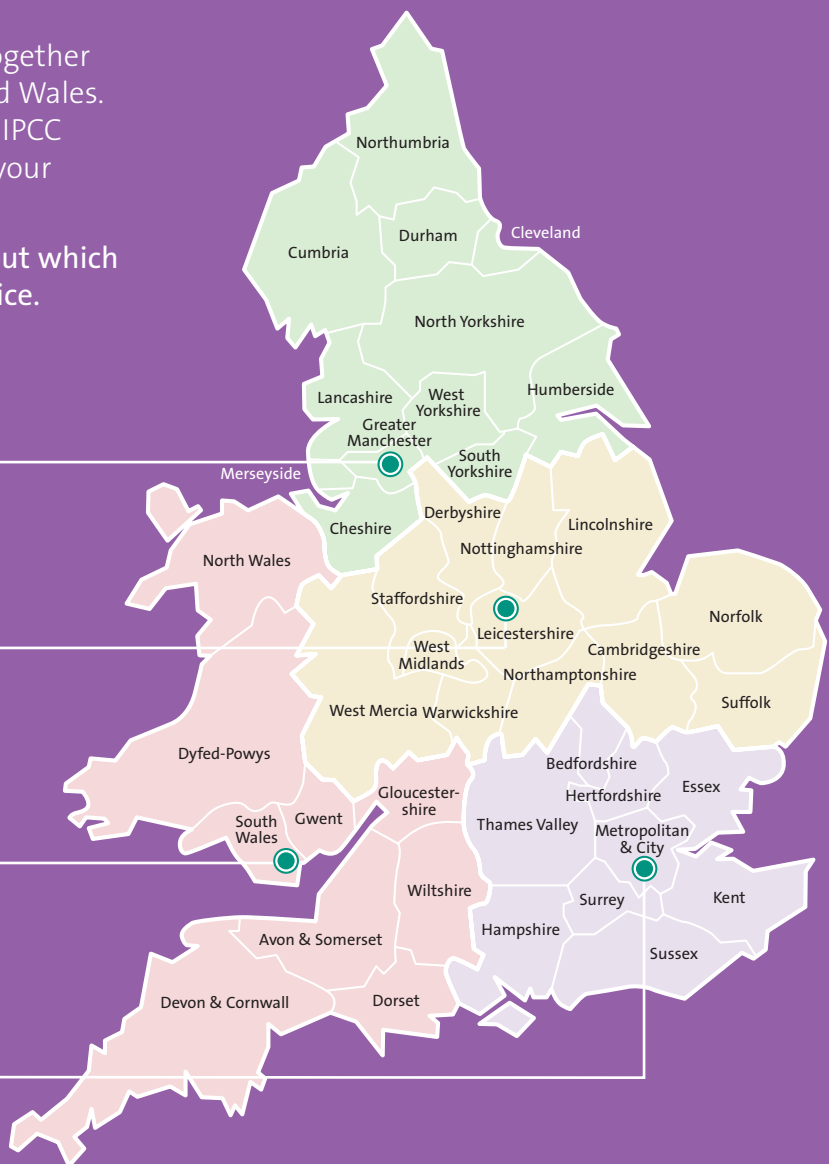 ogether
d Wales.
IPCC
your
ut which
ice.
Northumbria
Cleveland
Durham
Cumbria
North Yorkshire
Humberside
Lancashire
West
Yorkshire
Greater
Manchester
South
Yorkshire
Merseyside
Cheshire
Derbyshire
Lincolnshire
Nottinghamshire
North Wales
Staffordshire
Leicestershire
Norfolk
Cambridgeshire
West
Midlands
Northamptonshire
Suffolk
West Mercia
Warwickshire
Dyfed-Powys
Bedfordshire
Essex
Hertfordshire
Gloucester-
shire
Gwent
South
Wales
Thames Valley
Metropolitan
& City
Wiltshire
Surrey
Kent
Hampshire
Avon & Somerset
Sussex
Devon & Cornwall
Dorset